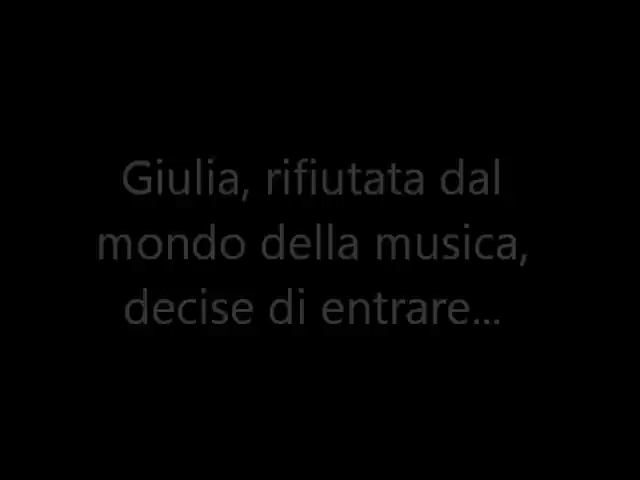 Giulia, rifiutata dal
mondo della musica,
decise di entrare...